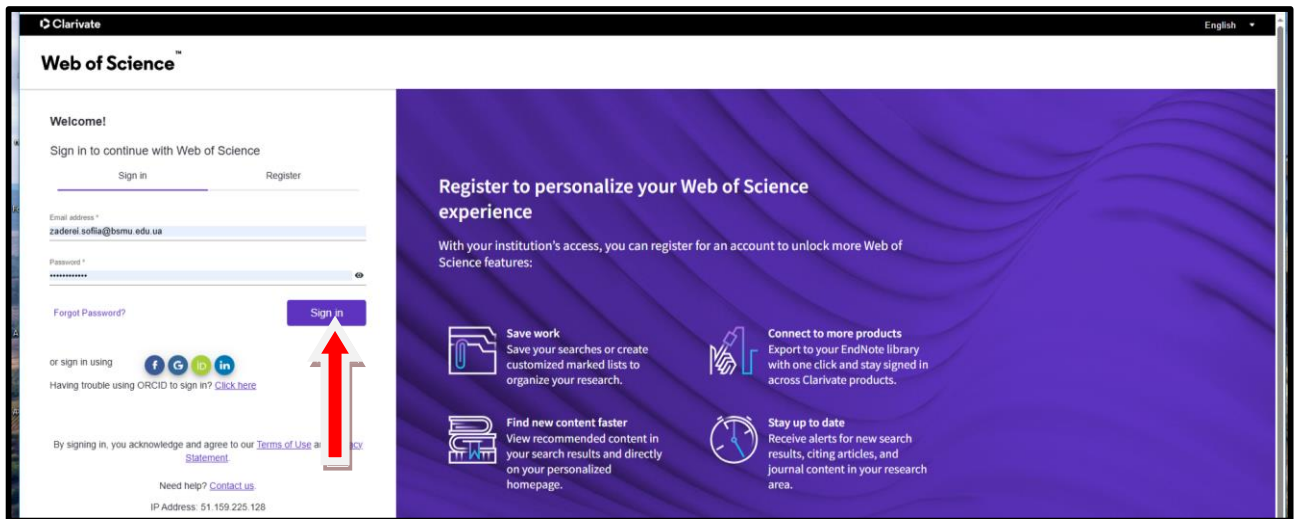 Clarivate
English
Web of Science™
Welcome!
Sign in to continue with Web of Science
Sign in
Register
Email address *
zaderei.sofiia@bsmu.edu.ua
Password *
••••••••••••
Forgot Password?
Sign in
or sign in using
f G iD in
Having trouble using ORCID to sign in? Click here
By signing in, you acknowledge and agree to our Terms of Use
Statement.
Need help? Contact us.
IP Address: 51.159.225.128
Register to personalize your Web of Science
experience
With your institution's access, you can register for an account to unlock more Web of
Science features:
Save work
Save your searches or create
customized marked lists to
organize your research.
Connect to more products
Export to your EndNote library
with one click and stay signed in
across Clarivate products.
Find new content faster
View recommended content in
your search results and directly
on your personalized
homepage.
Stay up to date
Receive alerts for new search
results, citing articles, and
journal content in your research
area.